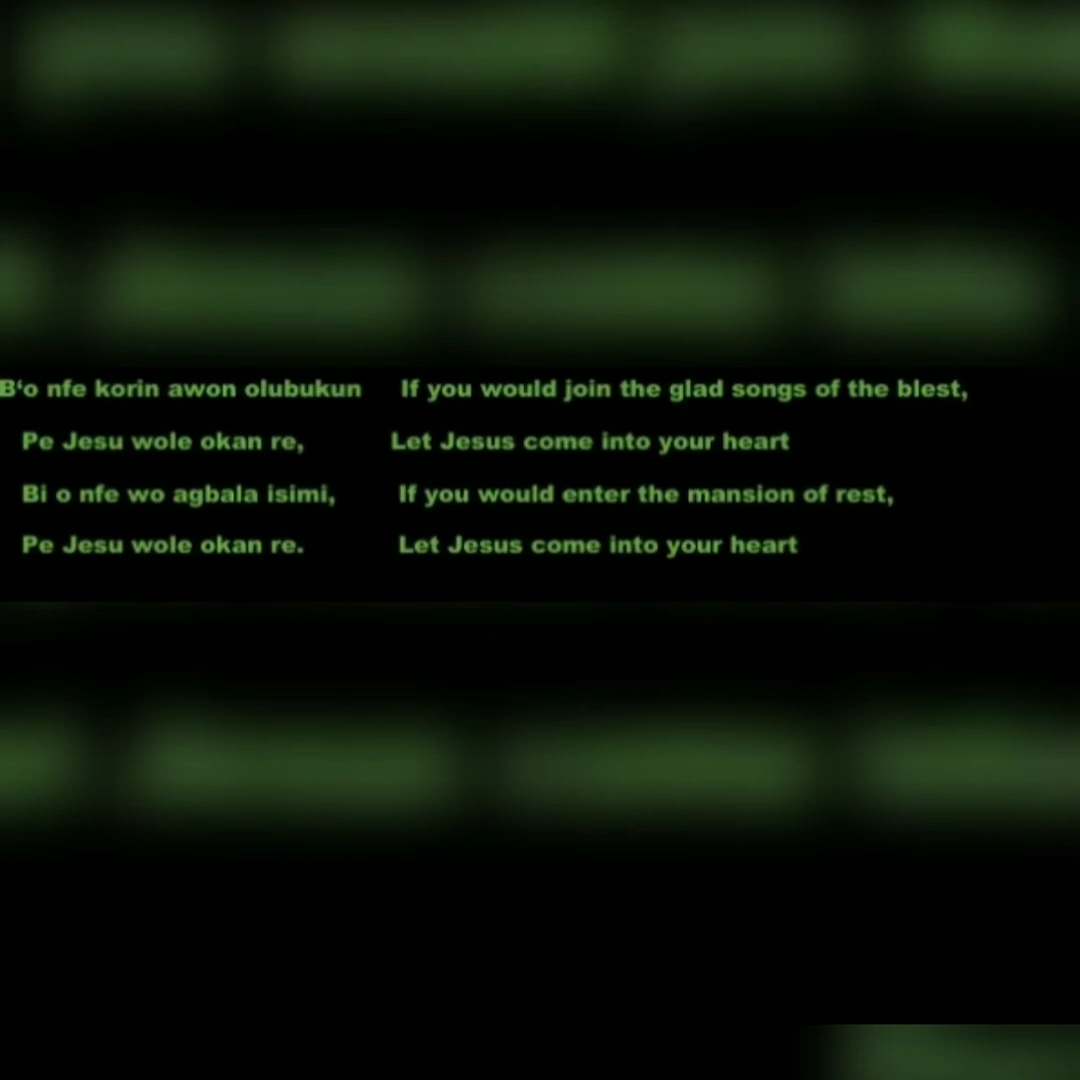 B‘o nfe korin awon olubukun If you would join the glad songs of the blest,
Pe Jesu wole okan re, Let Jesus come into your heart
Bi o nfe wo agbala isimi, If you would enter the mansion of rest,
Pe Jesu wole okan re. Let Jesus come into your heart